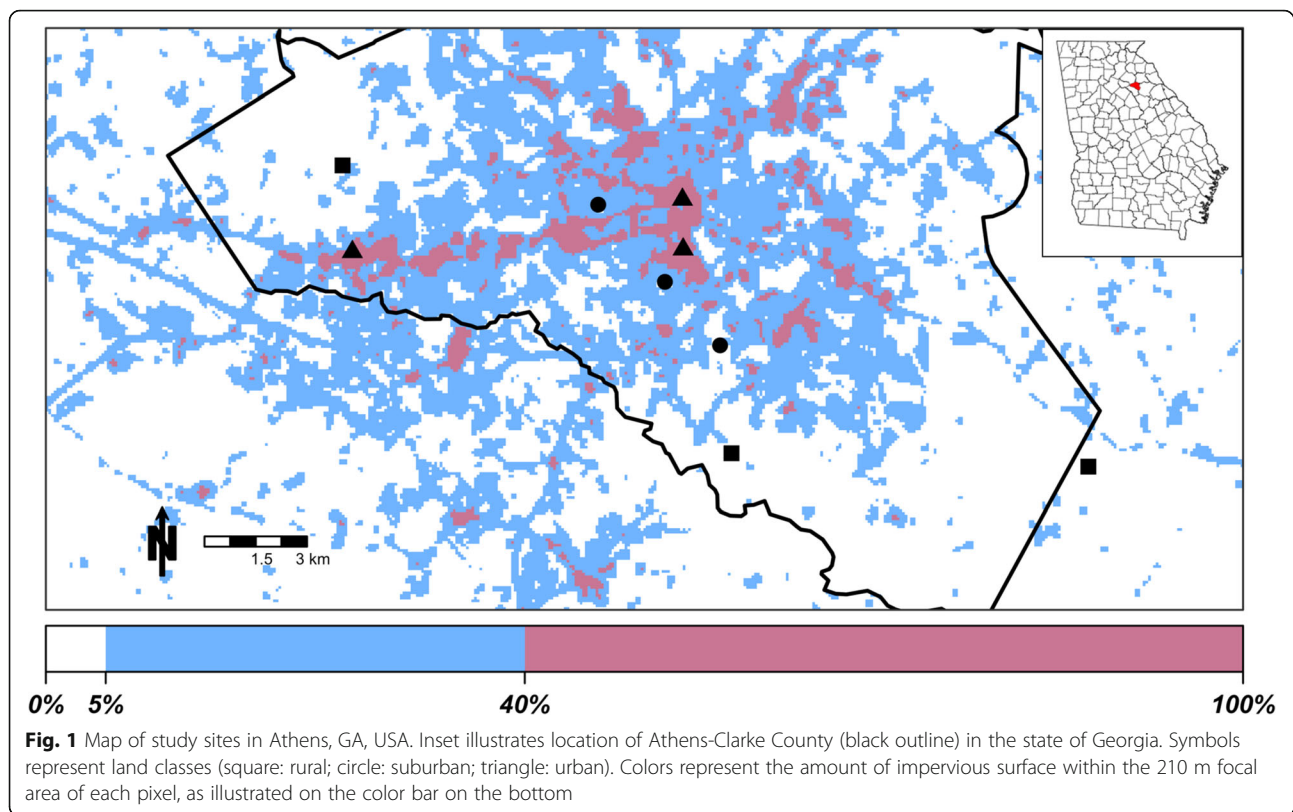 N
1.5 3 km
0% 5% 40% 100%
Fig. 1 Map of study sites in Athens, GA, USA. Inset illustrates location of Athens-Clarke County (black outline) in the state of Georgia. Symbols
represent land classes (square: rural; circle: suburban; triangle: urban). Colors represent the amount of impervious surface within the 210 m focal
area of each pixel, as illustrated on the color bar on the bottom